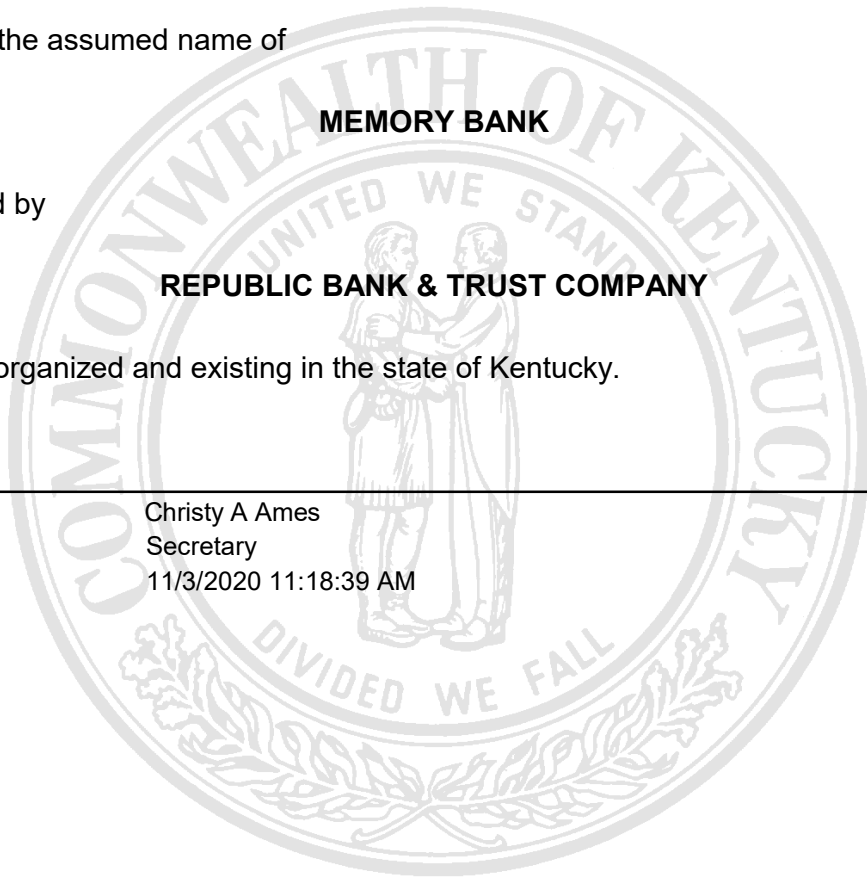 the assumed name of
MEMORY BANK
d by
REPUBLIC BANK & TRUST COMPANY
organized and existing in the state of Kentucky.
Christy A Ames
Secretary
11/3/2020 11:18:39 AM
COMMONWEALTH OF KENTUCKY
UNITED WE STAND
DIVIDED WE FALL